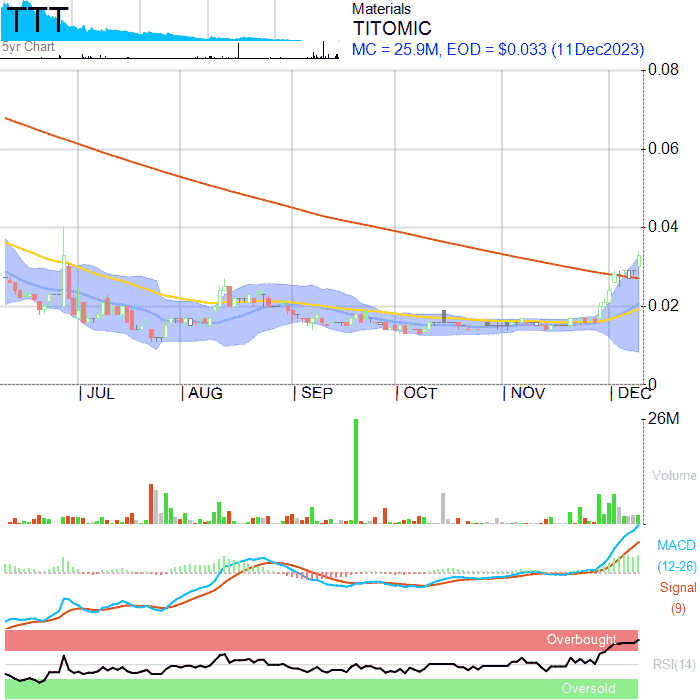 TTT
5yr Chart
Materials
TITOMIC
MC = 25.9M, EOD = $0.033 (11Dec2023)
0.08
0.06
0.04
0.02
0
JUL
AUG
SEP
OCT
NOV
DEC
26M
Volume
MACD
(12-26)
Signal
(9)
Overbought
RSI(14)
Oversold